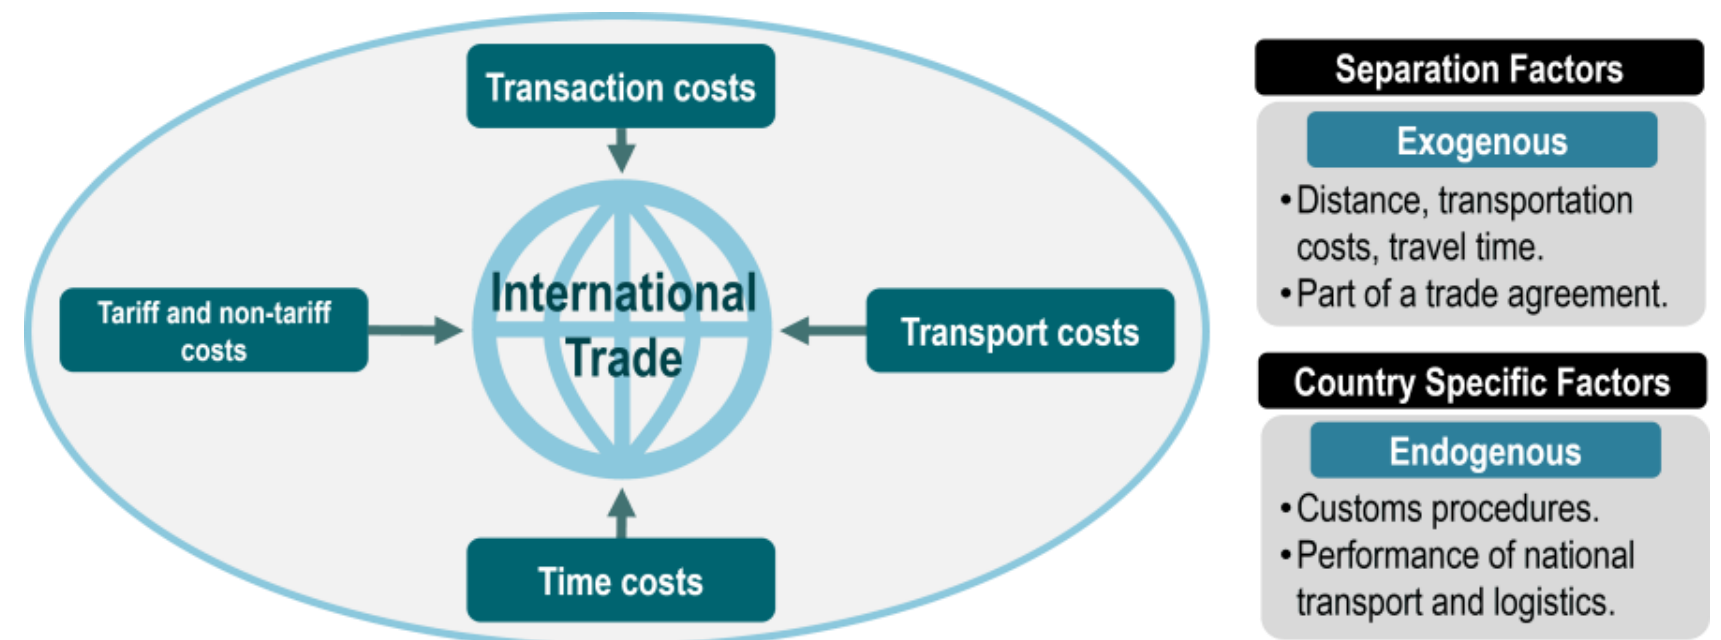 Transaction costs
International
Trade
Tariff and non-tariff
costs
Transport costs
Time costs
Separation Factors
Exogenous
•Distance, transportation
costs, travel time.
•Part of a trade agreement.
Country Specific Factors
Endogenous
•Customs procedures.
•Performance of national
transport and logistics.